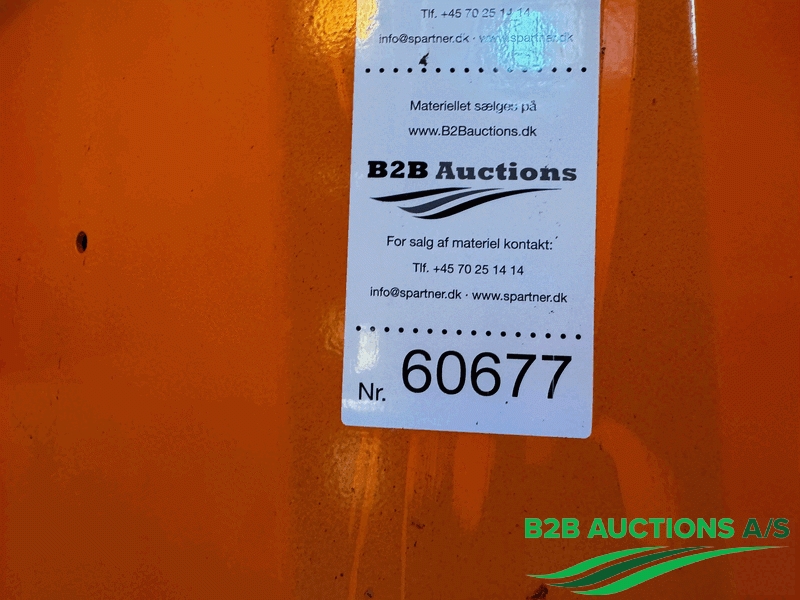 Tlf. +45 70 25 14 14
info@spartner.dk · www.spartner.dk
Materiellet sælges på
www.B2Bauctions.dk
B2B Auctions
For salg af materiel kontakt:
Tlf. +45 70 25 14 14
info@spartner.dk · www.spartner.dk
Nr. 60677
B2B AUCTIONS A/S